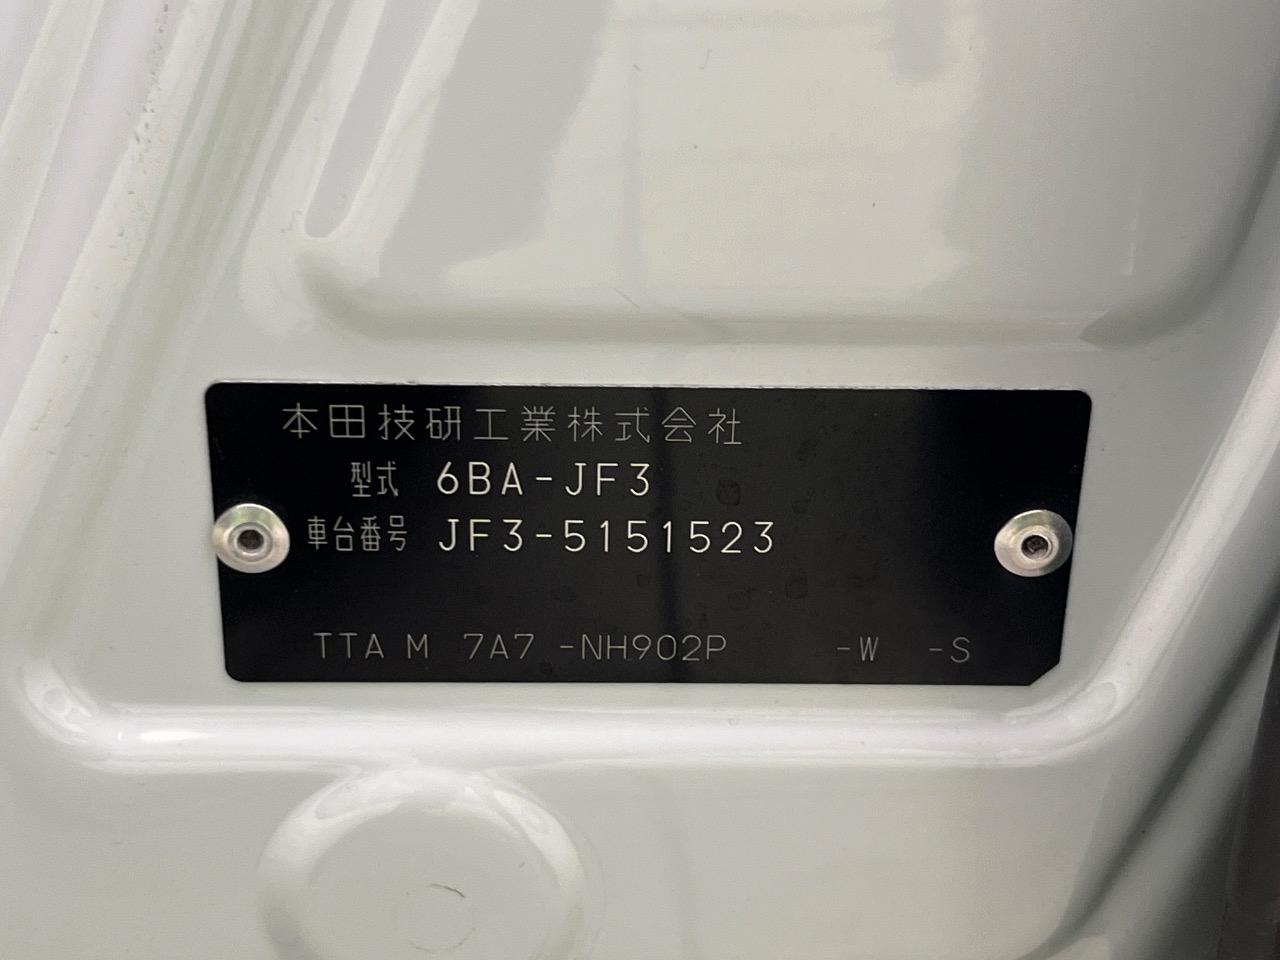 本田技研工業株式会社
型式 6BA-JF3
車台番号 JF3-5151523
TTA M 7A7 -NH902P -W -S